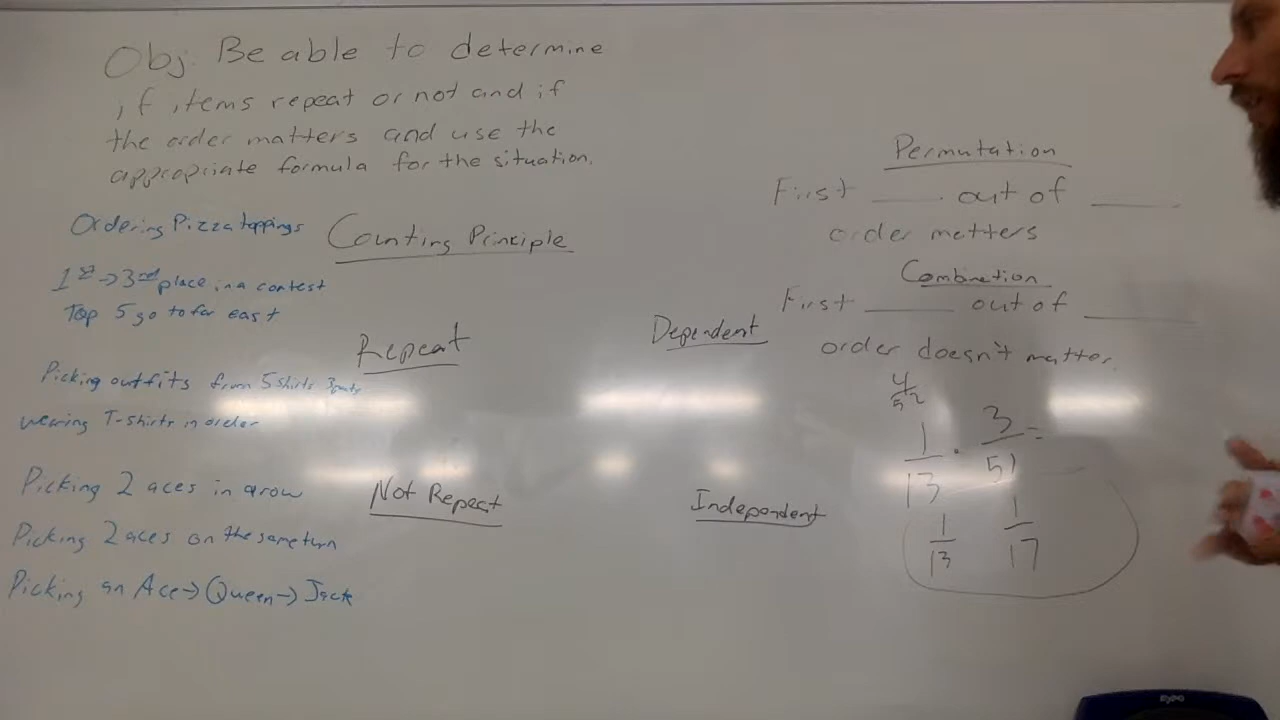 Obj: Be able to determine
if items repeat or not and if
the order matters and use the
appropriate formula for the situation.
Ordering Pizza toppings
Counting Principle
1st → 3rd place in a contest
Top 5 go to far east
Repeat
Picking outfits from 5 shirts 3 pants
wearing T-shirts in order
Picking 2 aces in a row
Not Repeat
Picking 2 aces on the same turn
Picking an Ace → Queen → Jack
Dependent
Independent
Permutation
First ____ out of ____
order matters
Combination
First ____ out of ____
order doesn't matter.
4/52
1/13 · 3/51 =
1/13 1/17
EXPO